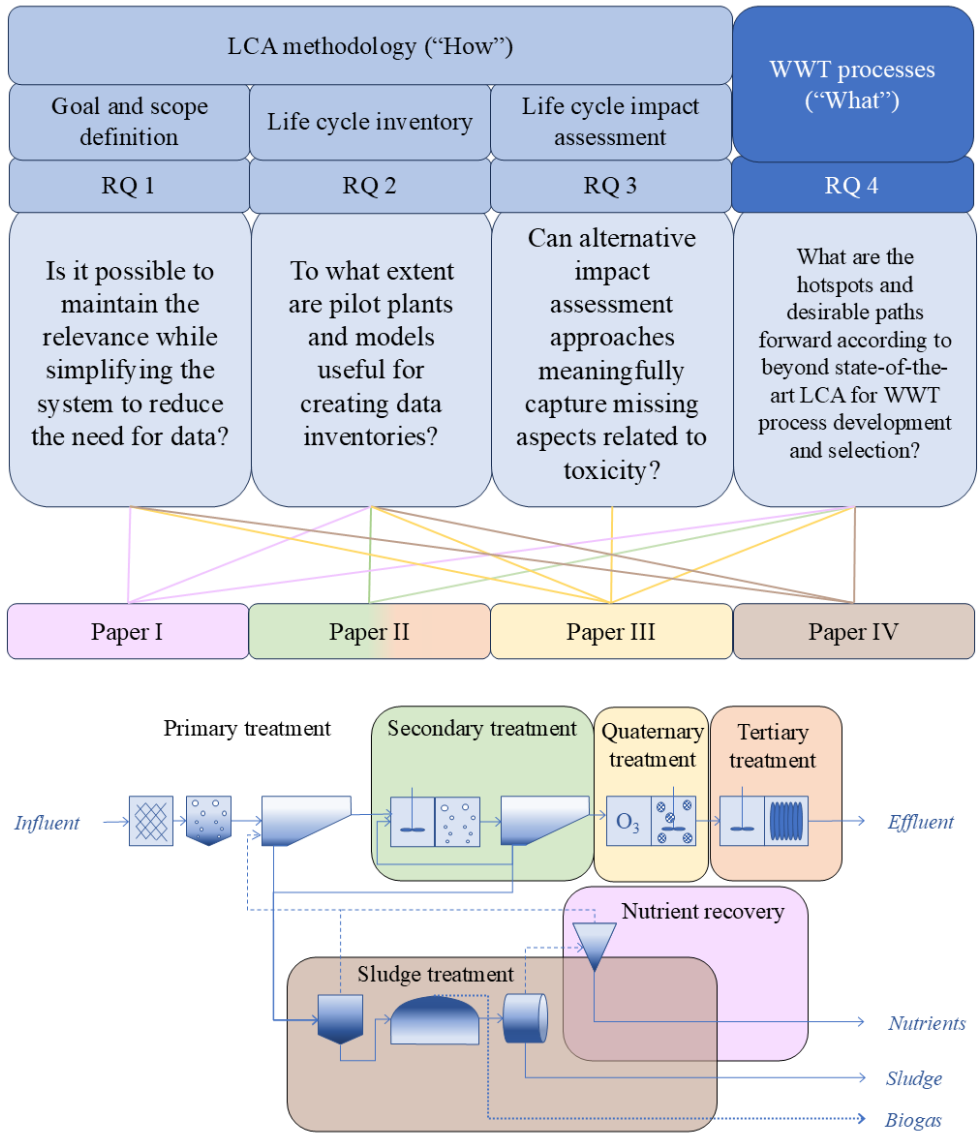 LCA methodology (“How”)
WWT processes
(“What”)
Goal and scope
definition
Life cycle inventory
Life cycle impact
assessment
RQ 1
RQ 2
RQ 3
RQ 4
Is it possible to
maintain the
relevance while
simplifying the
system to reduce
the need for data?
To what extent
are pilot plants
and models
useful for
creating data
inventories?
Can alternative
impact
assessment
approaches
meaningfully
capture missing
aspects related to
toxicity?
What are the
hotspots and
desirable paths
forward according to
beyond state-of-the-
art LCA for WWT
process development
and selection?
Paper I
Paper II
Paper III
Paper IV
Primary treatment
Secondary treatment
Quaternary
treatment
Tertiary
treatment
Influent
O₃
Effluent
Nutrient recovery
Sludge treatment
Nutrients
Sludge
Biogas